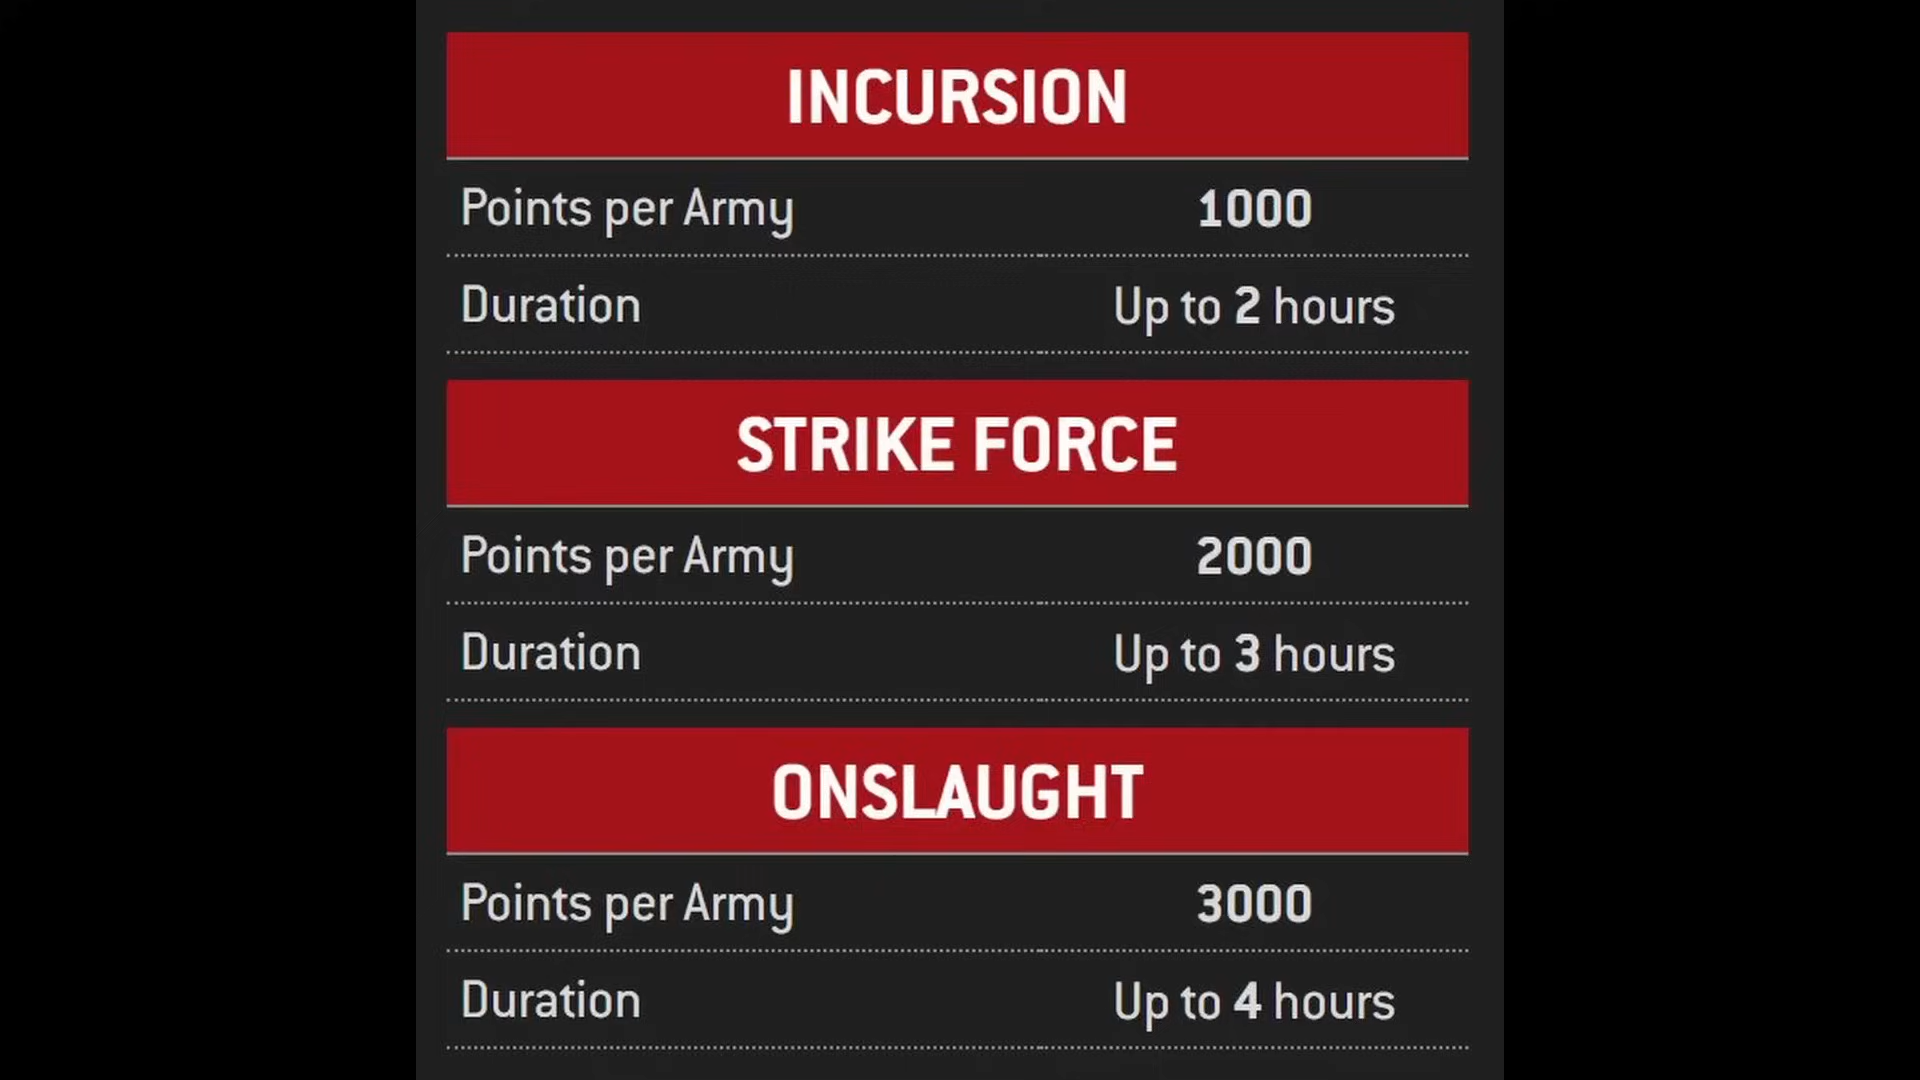 INCURSION
Points per Army 1000
Duration Up to 2 hours
STRIKE FORCE
Points per Army 2000
Duration Up to 3 hours
ONSLAUGHT
Points per Army 3000
Duration Up to 4 hours